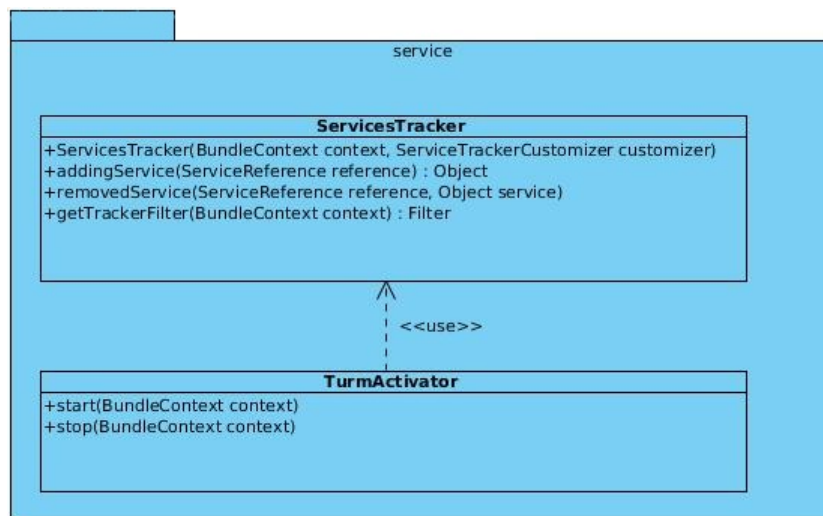 service
ServicesTracker
+ServicesTracker(BundleContext context, ServiceTrackerCustomizer customizer)
+addingService(ServiceReference reference) : Object
+removedService(ServiceReference reference, Object service)
+getTrackerFilter(BundleContext context) : Filter
<<use>>
TurmActivator
+start(BundleContext context)
+stop(BundleContext context)